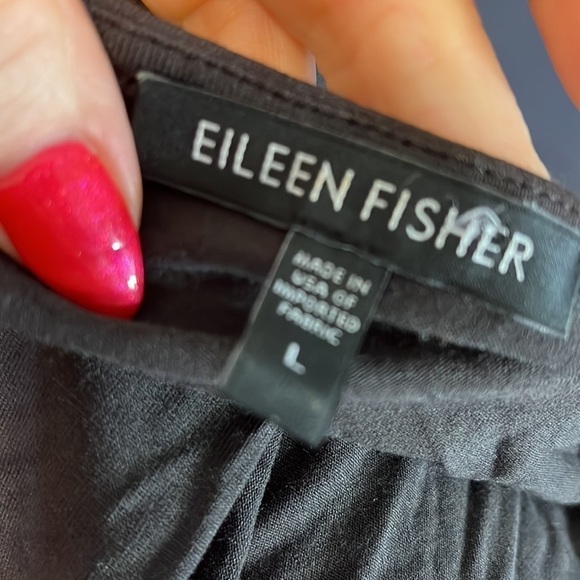 EILEEN FISHER
MADE IN
USA OF
IMPORTED
FABRIC
L